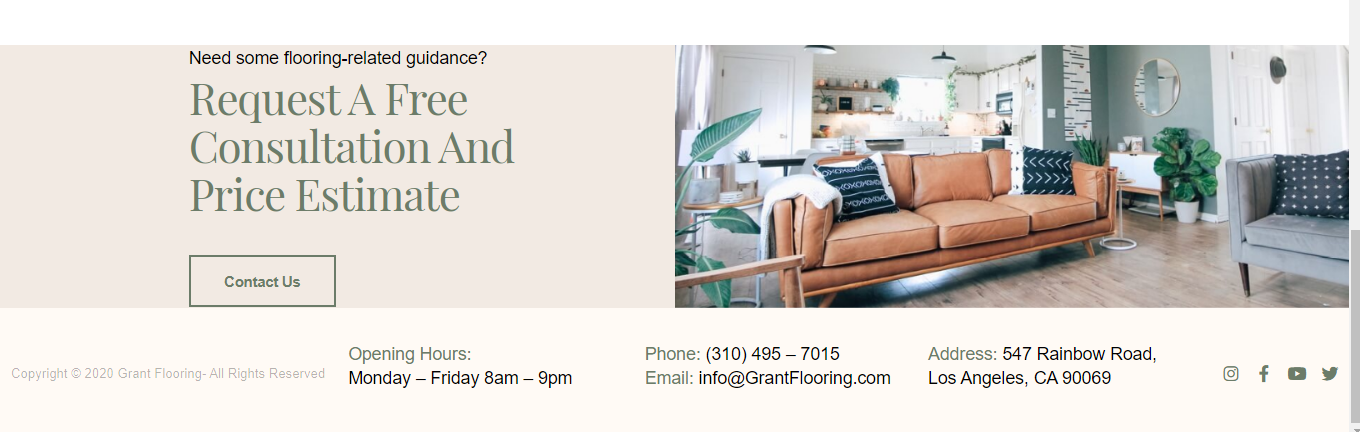 Need some flooring-related guidance?
Request A Free
Consultation And
Price Estimate
Contact Us
Copyright © 2020 Grant Flooring- All Rights Reserved
Opening Hours:
Monday – Friday 8am – 9pm
Phone: (310) 495 – 7015
Email: info@GrantFlooring.com
Address: 547 Rainbow Road,
Los Angeles, CA 90069